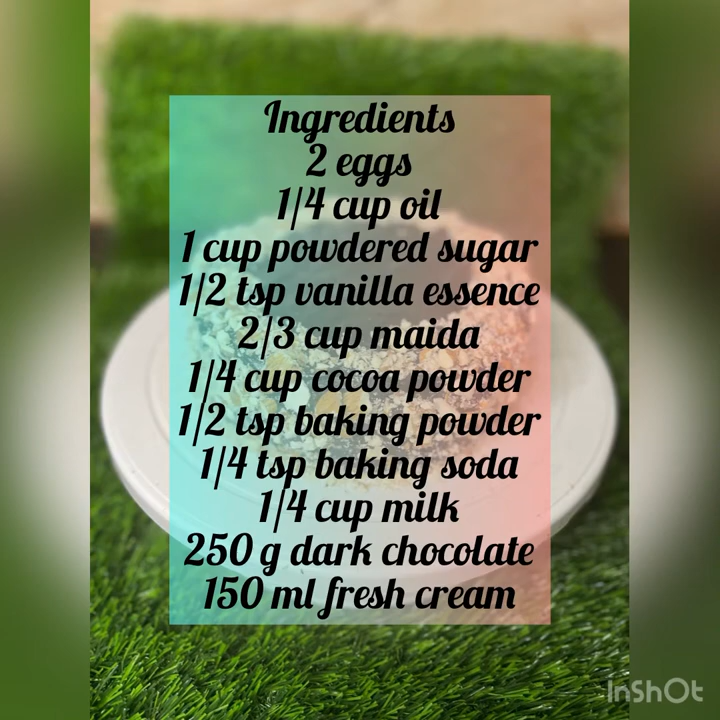 Ingredients
2 eggs
1/4 cup oil
1 cup powdered sugar
1/2 tsp vanilla essence
2/3 cup maida
1/4 cup cocoa powder
1/2 tsp baking powder
1/4 tsp baking soda
1/4 cup milk
250 g dark chocolate
150 ml fresh cream
InShOt